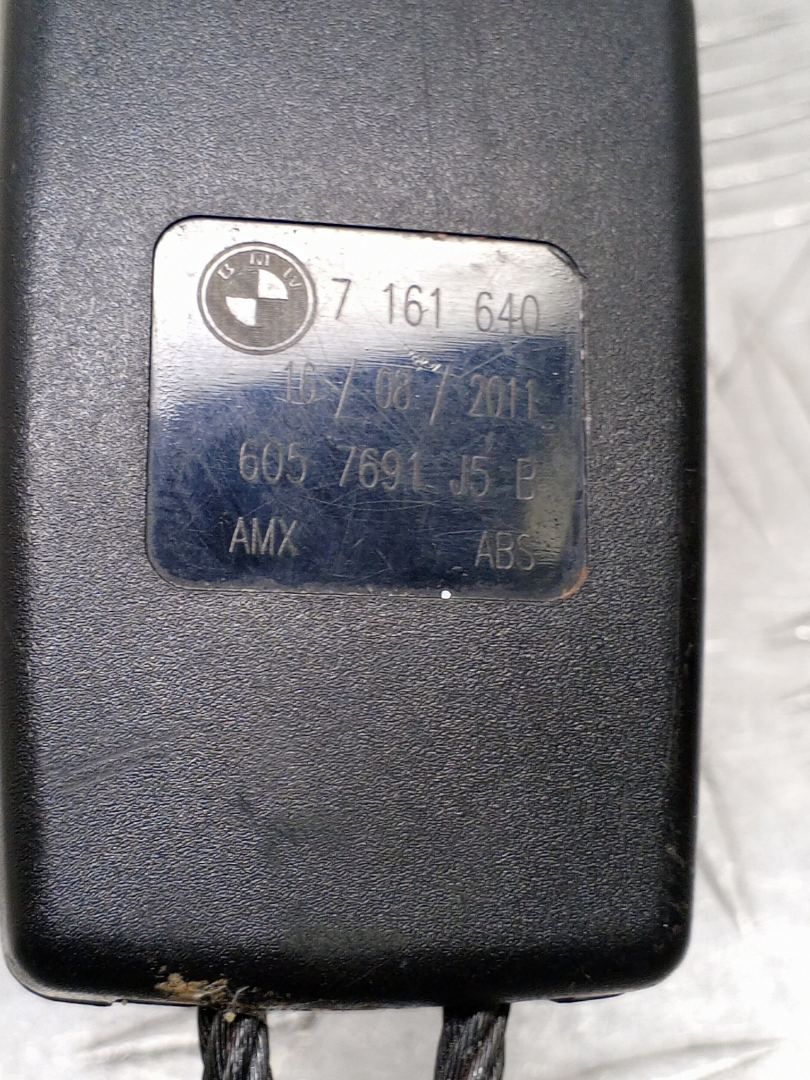 BMW 7 161 640
16/08/2011
605 7691 J5 B
AMX ABS